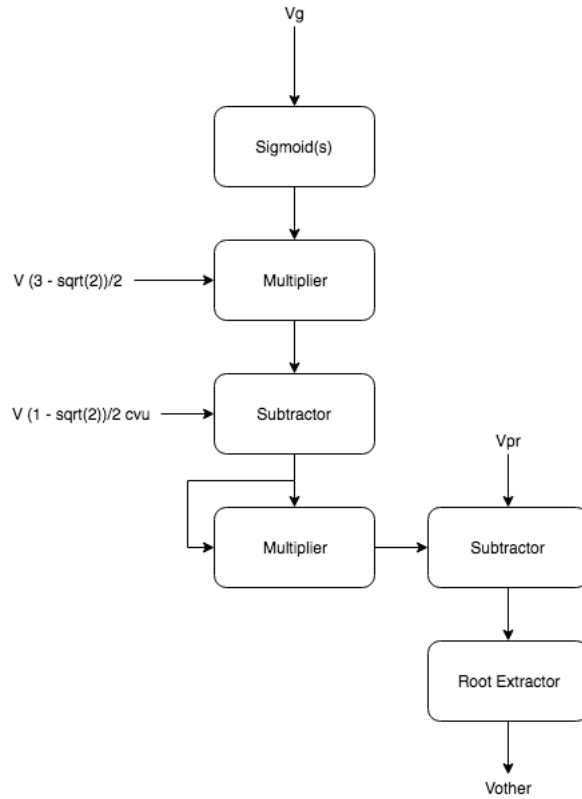 Vg
Sigmoid(s)
V (3 - sqrt(2))/2
Multiplier
V (1 - sqrt(2))/2 cvu
Subtractor
Vpr
Multiplier
Subtractor
Root Extractor
Vother